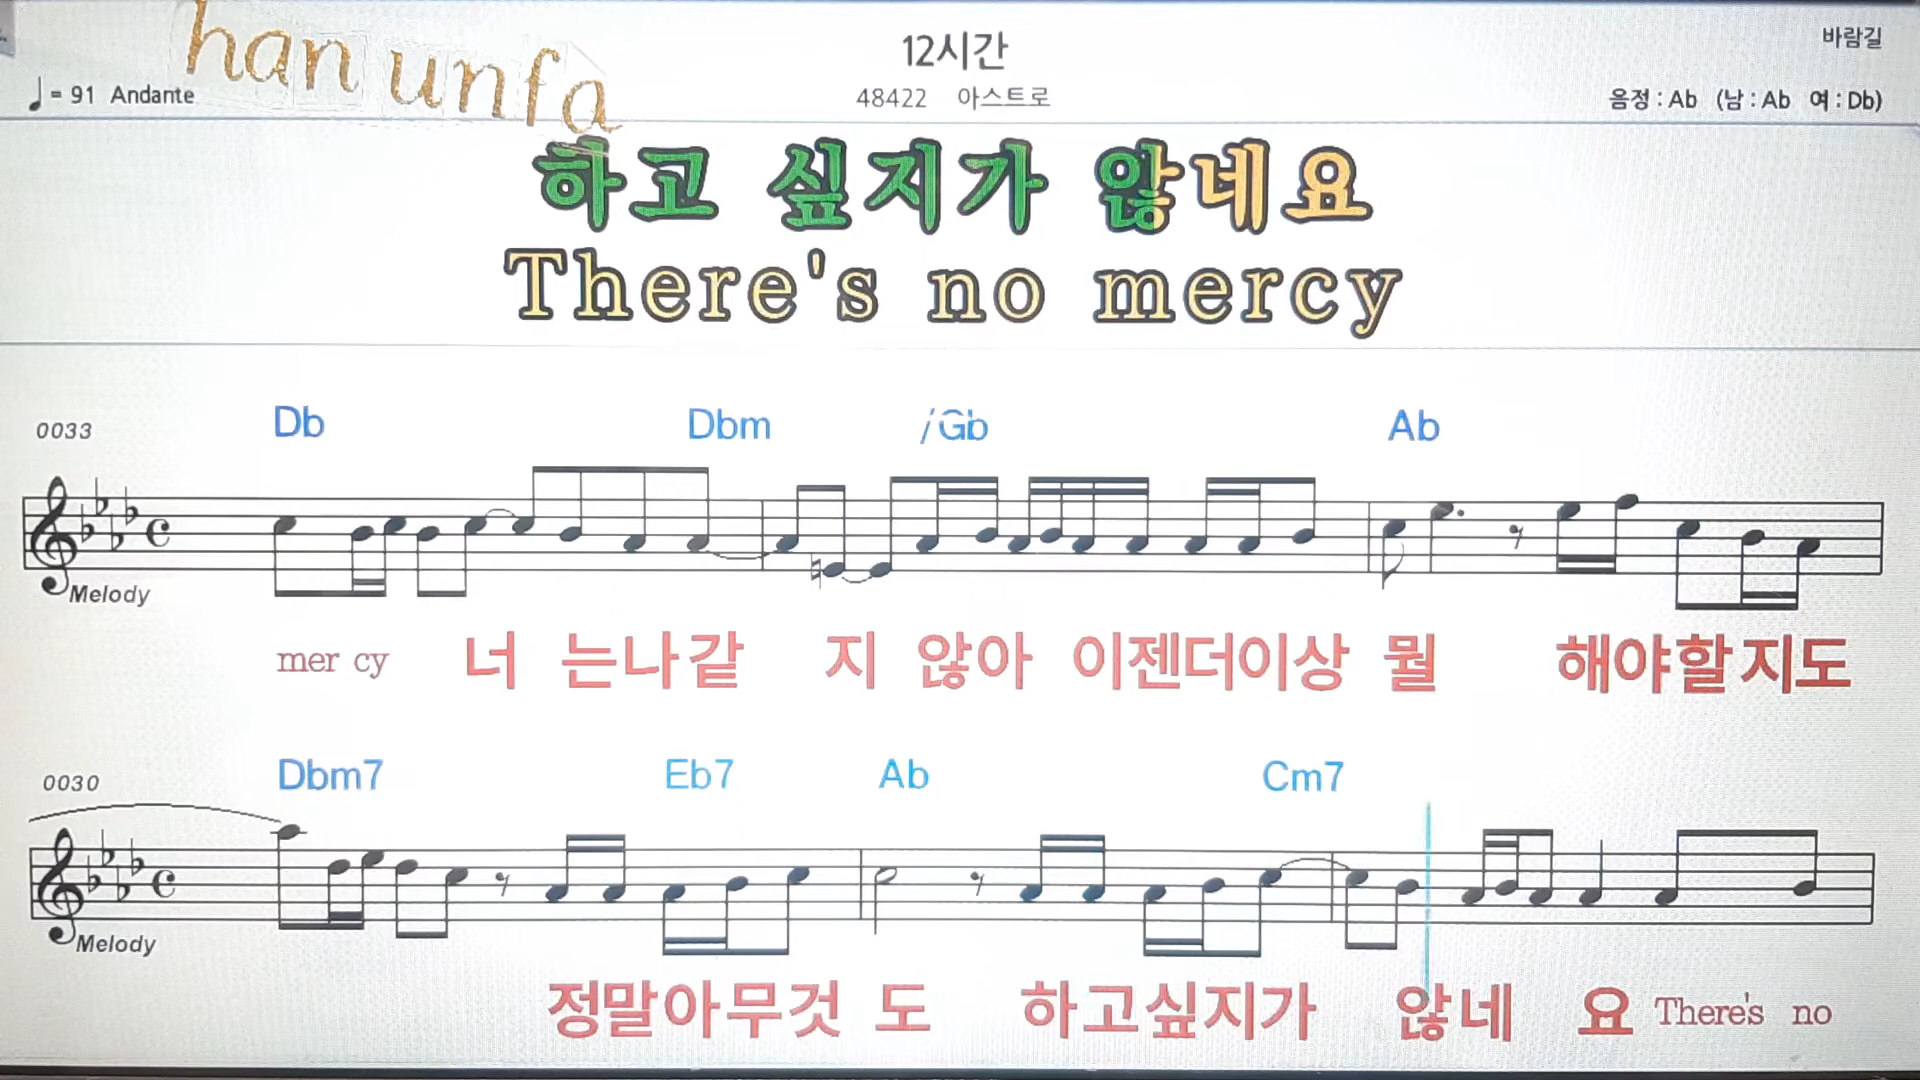 han unfa
12시간
바람길
♩= 91 Andante
48422 아스트로
음정 : Ab (남 : Ab 여 : Db)
하고 싶지가 않네요
There's no mercy
0033 Db Dbm /Gb Ab
Melody
mer cy 너 는나같 지 않아 이젠더이상 뭘 해야할지도
0030 Dbm7 Eb7 Ab Cm7
Melody
정말아무것 도 하고싶지가 않네 요 There's no